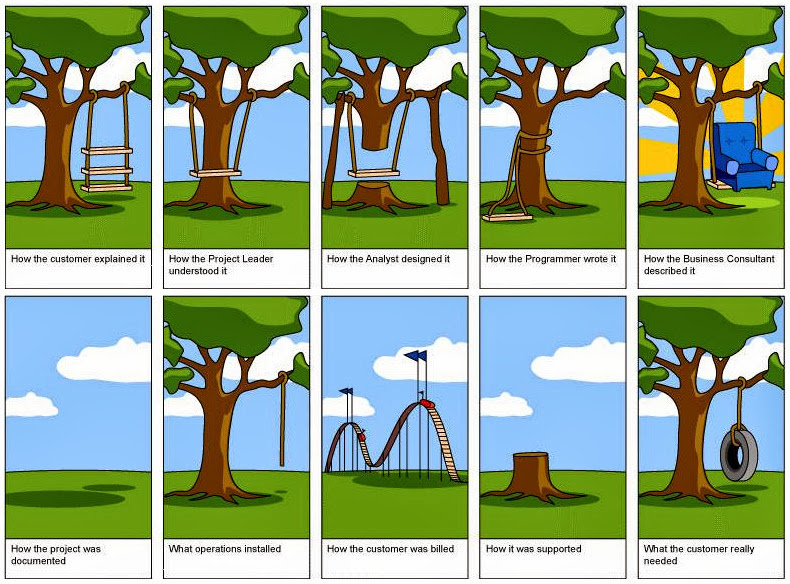 How the customer explained it
How the Project Leader
understood it
How the Analyst designed it
How the Programmer wrote it
How the Business Consultant
described it
How the project was
documented
What operations installed
How the customer was billed
How it was supported
What the customer really
needed